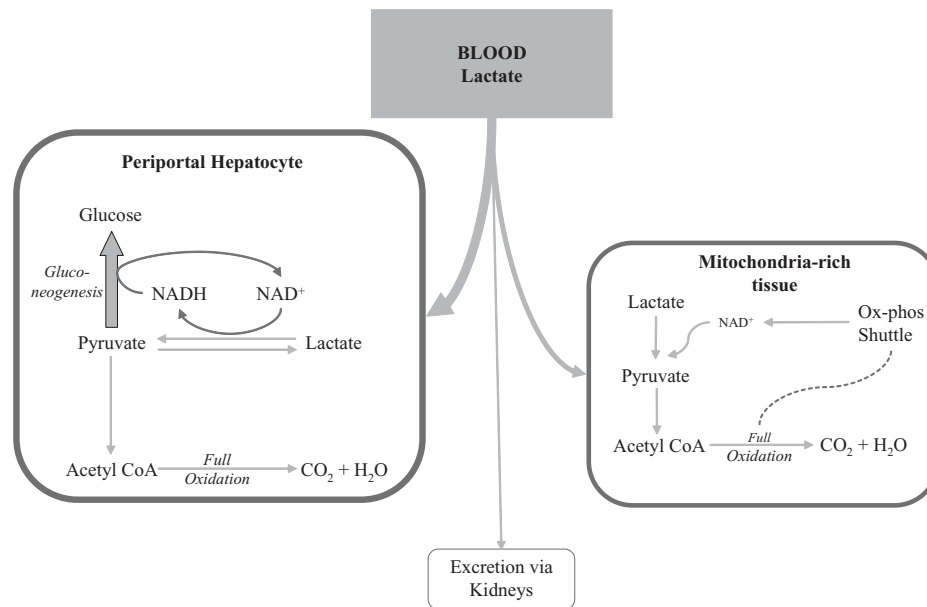 BLOOD
Lactate
Periportal Hepatocyte
Glucose
Gluco-
neogenesis
NADH
NAD⁺
Pyruvate
Lactate
Acetyl CoA
Full
Oxidation
CO₂ + H₂O
Mitochondria-rich
tissue
Lactate
NAD⁺
Ox-phos
Shuttle
Pyruvate
Acetyl CoA
Full
Oxidation
CO₂ + H₂O
Excretion via
Kidneys